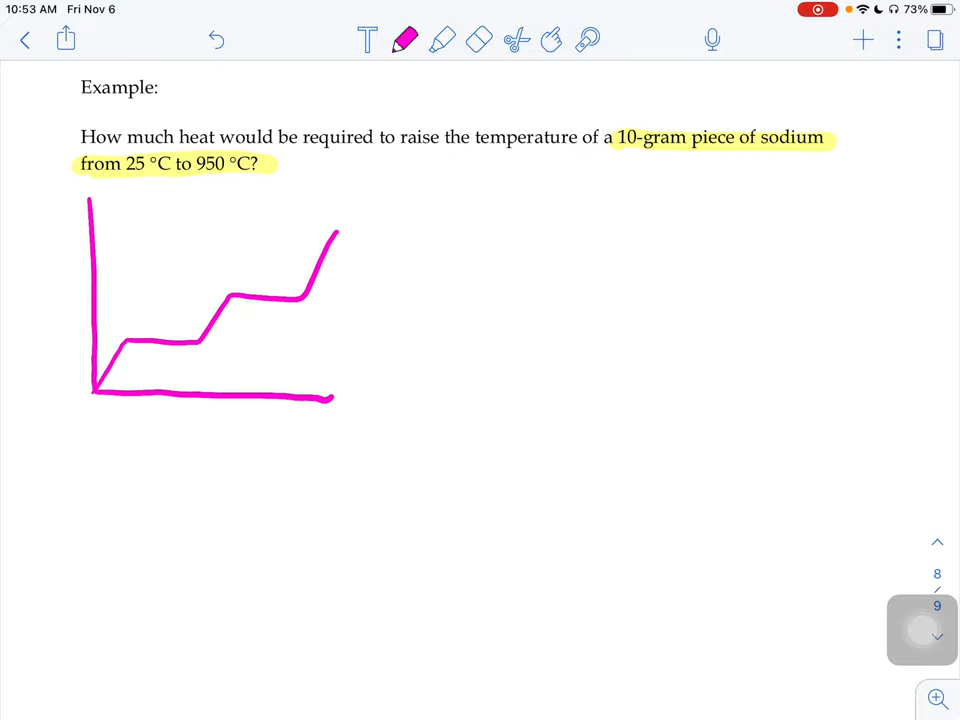 10:53 AM Fri Nov 6 73%
Example:
How much heat would be required to raise the temperature of a 10-gram piece of sodium
from 25 °C to 950 °C?
8
/
9